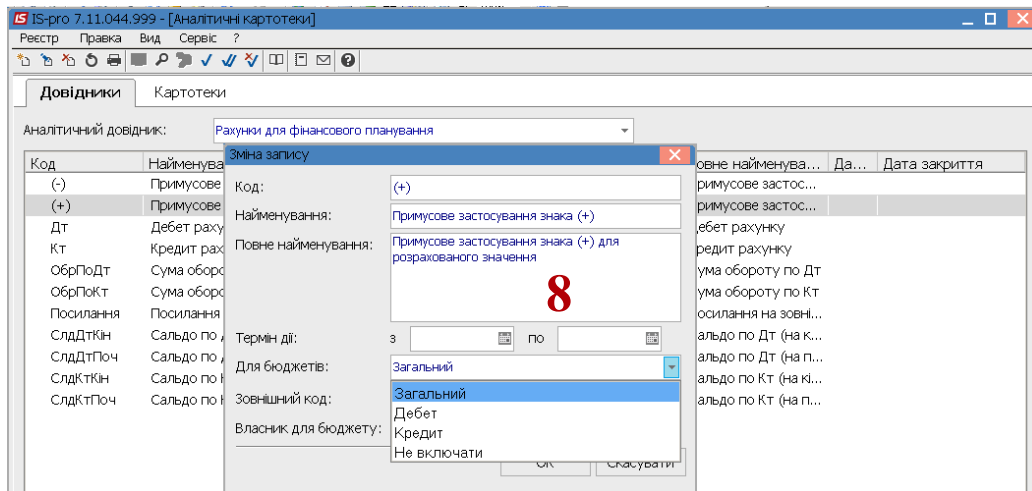 IS-pro 7.11.044.999 - [Аналітичні картотеки]
Реєстр Правка Вид Сервіс ?
Довідники Картотеки
Аналітичний довідник: Рахунки для фінансового планування
Код Найменува Повне найменува... Да... Дата закриття
(-) Примусове римусове застос...
(+) Примусове римусове застос...
Дт Дебет раху ебет рахунку
Кт Кредит рах редит рахунку
ОбрПоДт Сума оборо ума обороту по Дт
ОбрПоКт Сума оборо ума обороту по Кт
Посилання Посилання осилання на зовні...
СлдДтКін Сальдо по альдо по Дт (на к...
СлдДтПоч Сальдо по альдо по Дт (на п...
СлдКтКін Сальдо по альдо по Кт (на кі...
СлдКтПоч Сальдо по альдо по Кт (на п...
Зміна запису
Код: (+)
Найменування: Примусове застосування знака (+)
Повне найменування: Примусове застосування знака (+) для
розрахованого значення
8
Термін дії: з по
Для бюджетів: Загальний
Зовнішний код:
Власник для бюджету:
Загальний
Дебет
Кредит
Не включати
ОК Скасувати